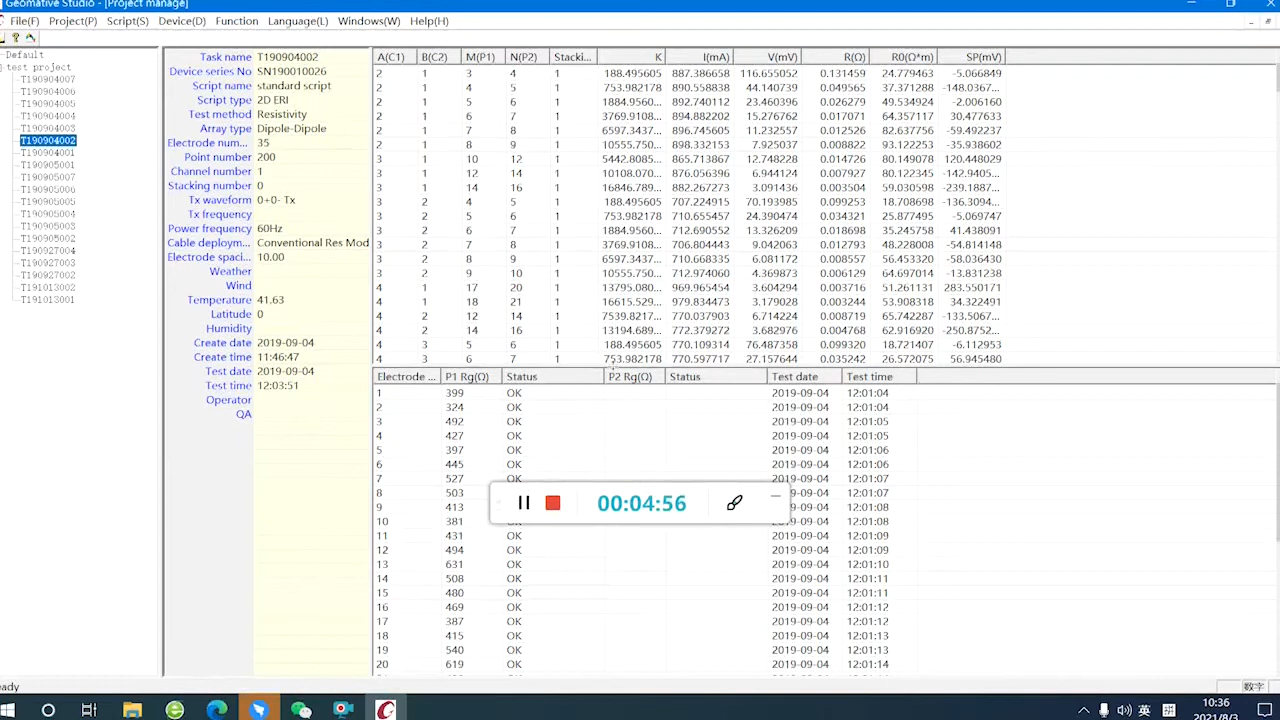 Geomative Studio - [Project manage]
File(F) Project(P) Script(S) Device(D) Function Language(L) Windows(W) Help(H)
Default
test project
T190904007
T190904006
T190904005
T190904004
T190904003
T190904002
T190904001
T190905001
T190905007
T190905006
T190905005
T190905004
T190905003
T190905002
T190927004
T190927003
T190927002
T191013002
T191013001
Task name T190904002
Device series No SN190010026
Script name standard script
Script type 2D ERI
Test method Resistivity
Array type Dipole-Dipole
Electrode num... 35
Point number 200
Channel number 1
Stacking number 0
Tx waveform 0+0- Tx
Tx frequency
Power frequency 60Hz
Cable deploym... Conventional Res Mod
Electrode spaci... 10.00
Weather
Wind
Temperature 41.63
Latitude 0
Humidity
Create date 2019-09-04
Create time 11:46:47
Test date 2019-09-04
Test time 12:03:51
Operator
QA
A(C1) B(C2) M(P1) N(P2) Stacki... K I(mA) V(mV) R(Ω) R0(Ω*m) SP(mV)
2 1 3 4 1 188.495605 887.386658 116.655052 0.131459 24.779463 -5.066849
2 1 4 5 1 753.982178 890.558838 44.140739 0.049565 37.371288 -148.0367...
2 1 5 6 1 1884.9560... 892.740112 23.460396 0.026279 49.534924 -2.006160
2 1 6 7 1 3769.9108... 894.882202 15.276762 0.017071 64.357117 30.477633
2 1 7 8 1 6597.3437... 896.745605 11.232557 0.012526 82.637750 -59.492237
2 1 8 9 1 10555.750... 898.338159 7.925037 0.008822 93.122253 -35.938602
3 1 10 12 1 5442.8085... 865.713867 12.748228 0.014726 80.149078 120.448029
3 1 12 14 1 10108.070... 876.056396 6.944124 0.007927 80.122345 -142.9405...
3 1 14 16 1 16846.789... 882.267273 3.091436 0.003504 59.030598 -239.1887...
3 2 4 5 1 188.495605 707.224915 70.193985 0.099253 18.708698 -136.3094...
3 2 5 6 1 753.982178 710.655457 24.390474 0.034321 25.877495 -5.069747
3 2 6 7 1 1884.9560... 712.690552 13.326209 0.018698 35.245758 41.438091
3 2 7 8 1 3769.9108... 706.804443 9.042063 0.012793 48.228008 -54.814148
3 2 8 9 1 6597.3437... 710.668335 6.081172 0.008557 56.453320 -58.036430
3 2 9 10 1 10555.750... 712.974060 4.369873 0.006129 64.697014 -13.831238
4 1 17 20 1 13795.080... 969.965454 3.604294 0.003716 51.261131 283.550171
4 1 18 21 1 16615.529... 979.834473 3.179028 0.003244 53.908318 34.322491
4 2 12 14 1 7539.8217... 770.037903 6.714224 0.008719 65.742287 -133.5067...
4 2 14 16 1 13194.689... 772.379272 3.682976 0.004768 62.916920 -250.8752...
4 3 5 6 1 188.495605 770.109314 76.487358 0.099320 18.721407 -6.112953
4 3 6 7 1 753.982178 770.597717 27.157644 0.035242 26.572075 56.945480
Electrode ... P1 Rg(Ω) Status P2 Rg(Ω) Status Test date Test time
1 399 OK 2019-09-04 12:01:04
2 324 OK 2019-09-04 12:01:04
3 492 OK 2019-09-04 12:01:05
4 427 OK 2019-09-04 12:01:05
5 397 OK 2019-09-04 12:01:06
6 445 OK 2019-09-04 12:01:06
7 527 OK 2019-09-04 12:01:07
8 503 OK 9-09-04 12:01:07
9 413 OK 9-09-04 12:01:08
10 381 OK 2019-09-04 12:01:08
11 431 OK 2019-09-04 12:01:09
12 494 OK 2019-09-04 12:01:09
13 631 OK 2019-09-04 12:01:10
14 508 OK 2019-09-04 12:01:11
15 480 OK 2019-09-04 12:01:11
16 469 OK 2019-09-04 12:01:12
17 387 OK 2019-09-04 12:01:12
18 415 OK 2019-09-04 12:01:13
19 540 OK 2019-09-04 12:01:13
20 619 OK 2019-09-04 12:01:14
00:04:56
eady
数字
英
拼
10:36
2021/8/3